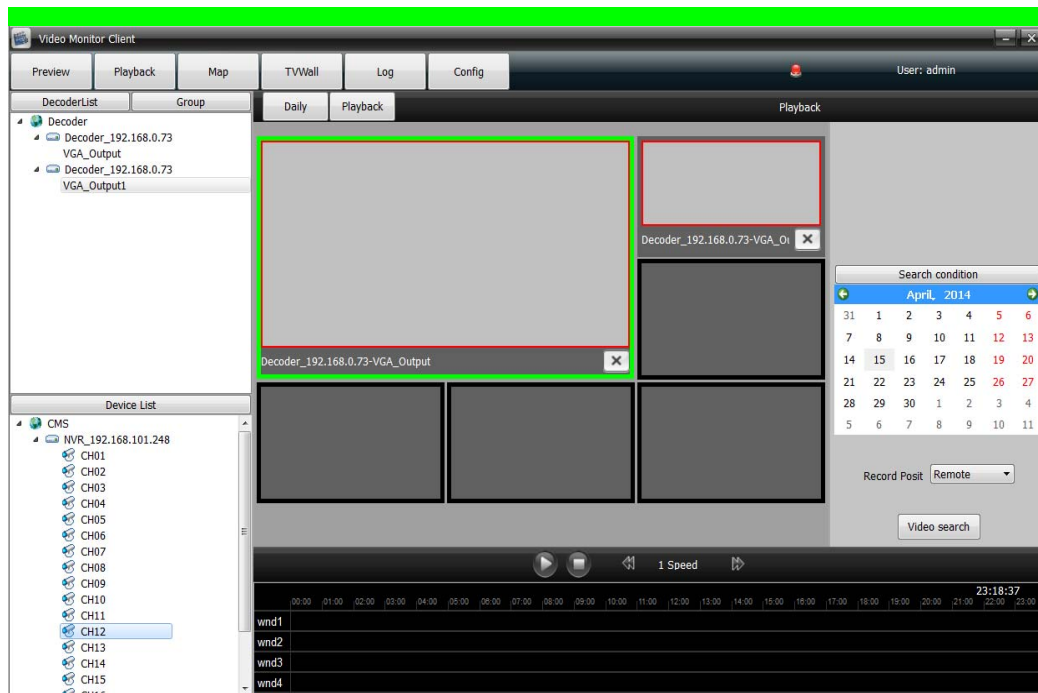 Video Monitor Client
Preview Playback Map TVWall Log Config User: admin
DecoderList Group
Daily Playback Playback
Decoder
Decoder_192.168.0.73
VGA_Output
Decoder_192.168.0.73
VGA_Output1
Decoder_192.168.0.73-VGA_Output
Decoder_192.168.0.73-VGA_O
Search condition
April, 2014
31 1 2 3 4 5 6
7 8 9 10 11 12 13
14 15 16 17 18 19 20
21 22 23 24 25 26 27
28 29 30 1 2 3 4
5 6 7 8 9 10 11
Record Posit Remote
Video search
Device List
CMS
NVR_192.168.101.248
CH01
CH02
CH03
CH04
CH05
CH06
CH07
CH08
CH09
CH10
CH11
CH12
CH13
CH14
CH15
1 Speed
23:18:37
00:00 01:00 02:00 03:00 04:00 05:00 06:00 07:00 08:00 09:00 10:00 11:00 12:00 13:00 14:00 15:00 16:00 17:00 18:00 19:00 20:00 21:00 22:00 23:00
wnd1
wnd2
wnd3
wnd4